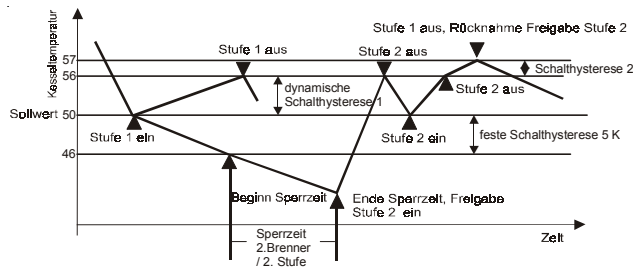 Kesseltemperatur
Stufe 1 aus, Rücknahme Freigabe Stufe 2
Stufe 1 aus
Stufe 2 aus
57
56
Schalthysterese 2
dynamische
Schalthysterese 1
Stufe 2 aus
Sollwert 50
Stufe 1 ein
Stufe 2 ein
feste Schalthysterese 5 K
46
Beginn Sperrzeit
Ende Sperrzeit, Freigabe
Stufe 2 ein
Sperrzeit
2.Brenner
/ 2. Stufe
Zeit